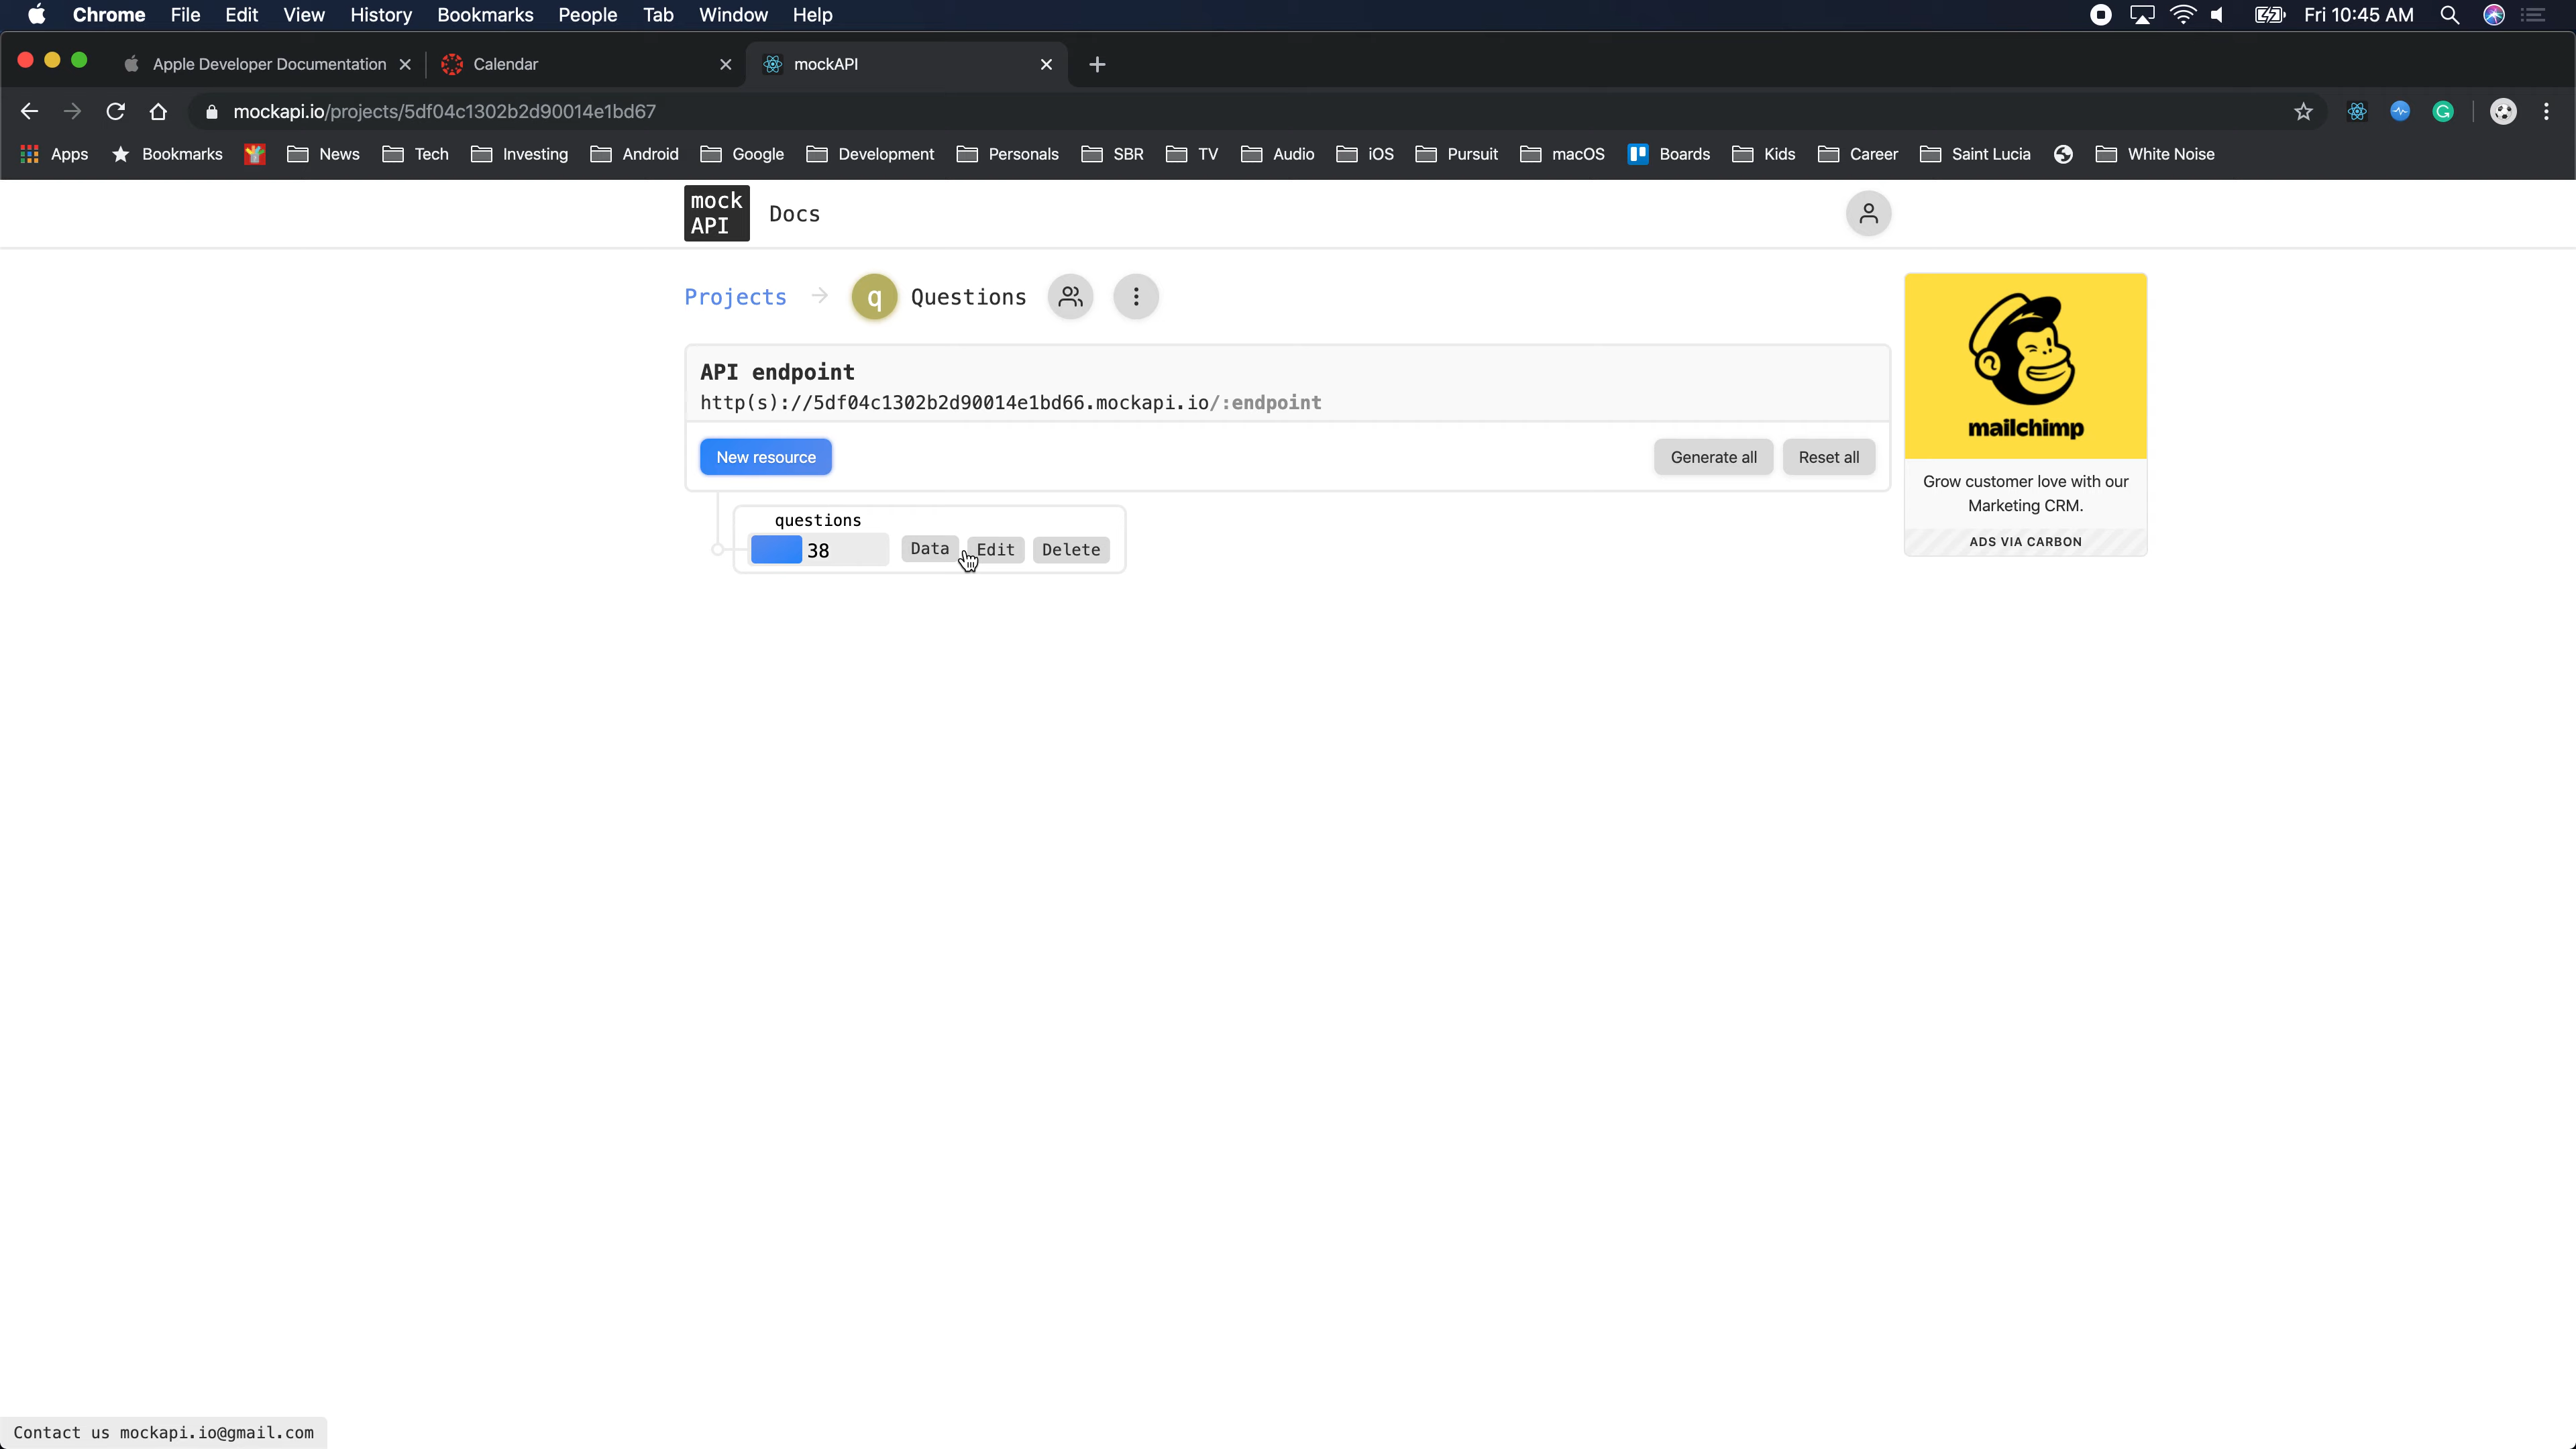 Chrome File Edit View History Bookmarks People Tab Window Help Fri 10:45 AM
Apple Developer Documentation Calendar mockAPI
mockapi.io/projects/5df04c1302b2d90014e1bd67
Apps Bookmarks News Tech Investing Android Google Development Personals SBR TV Audio iOS Pursuit macOS Boards Kids Career Saint Lucia White Noise
mock
API
Docs
Projects q Questions
API endpoint
http(s)://5df04c1302b2d90014e1bd66.mockapi.io/:endpoint
New resource Generate all Reset all
questions
38 Data Edit Delete
mailchimp
Grow customer love with our
Marketing CRM.
ADS VIA CARBON
Contact us mockapi.io@gmail.com